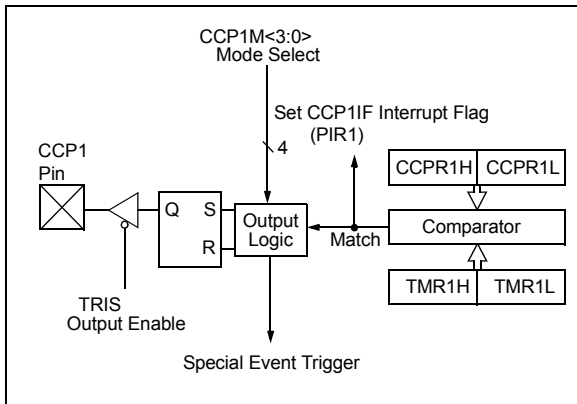 CCP1M<3:0>
Mode Select
Set CCP1IF Interrupt Flag
(PIR1)
4
CCP1
Pin
CCPR1H CCPR1L
Q S
R
Output
Logic
Match
Comparator
TRIS
Output Enable
TMR1H TMR1L
Special Event Trigger